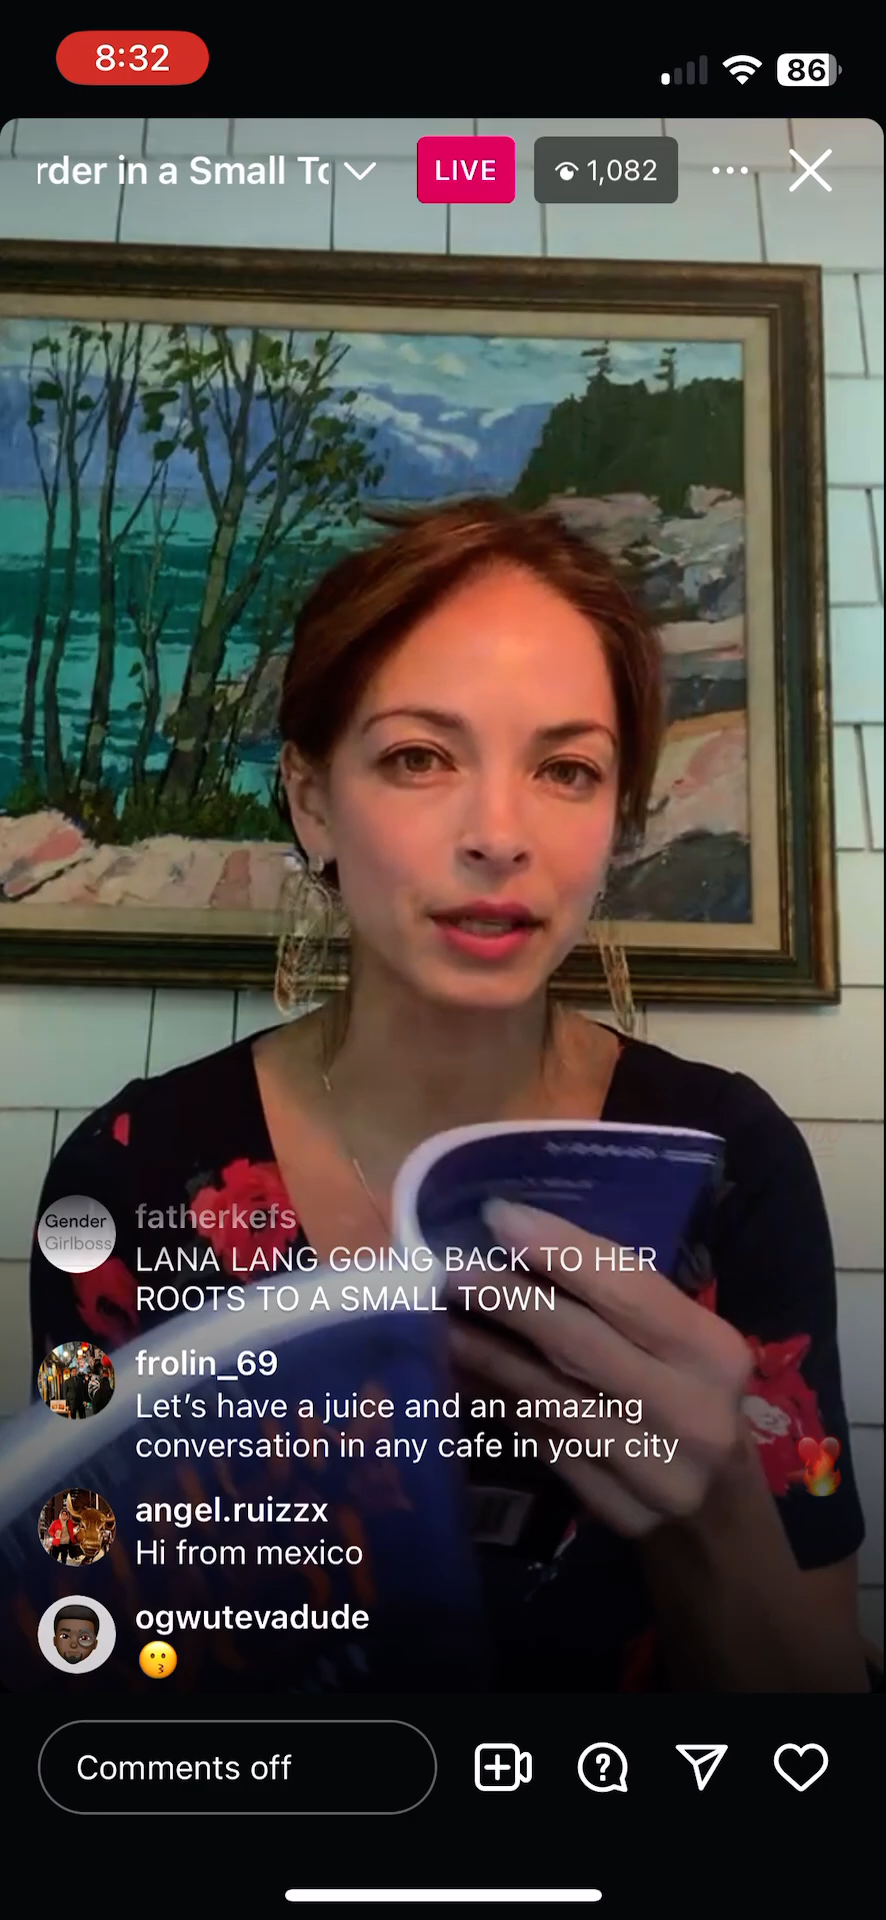 8:32
86
rder in a Small To
LIVE
1,082
Gender
Girlboss
fatherkefs
LANA LANG GOING BACK TO HER
ROOTS TO A SMALL TOWN
frolin_69
Let’s have a juice and an amazing
conversation in any cafe in your city
angel.ruizzx
Hi from mexico
ogwutevadude
😗
Comments off